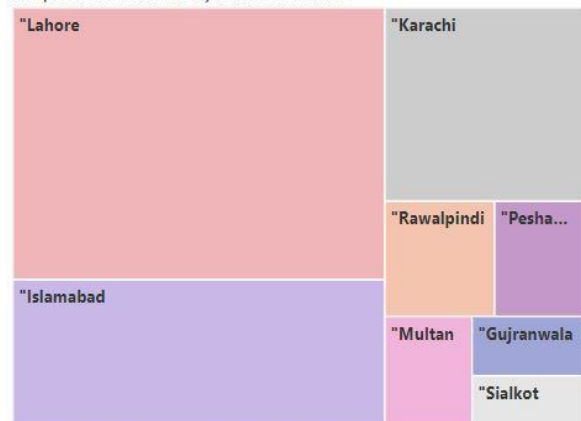 "Lahore
"Karachi
"Rawalpindi
"Pesha...
"Islamabad
"Multan
"Gujranwala
"Sialkot